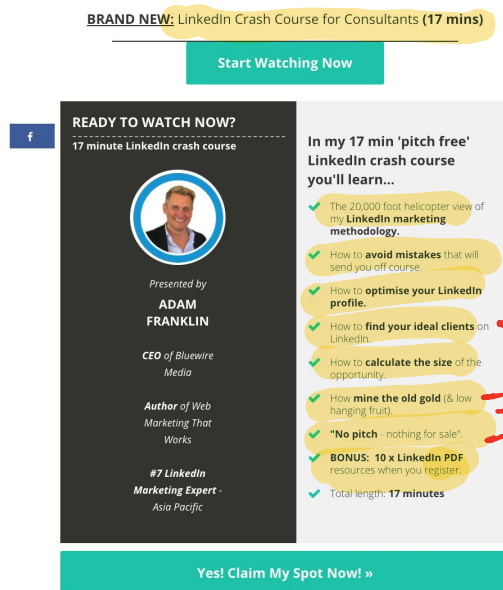 BRAND NEW: LinkedIn Crash Course for Consultants (17 mins)
Start Watching Now
f
READY TO WATCH NOW?
17 minute LinkedIn crash course
Presented by
ADAM
FRANKLIN
CEO of Bluewire
Media
Author of Web
Marketing That
Works
#7 LinkedIn
Marketing Expert -
Asia Pacific
In my 17 min 'pitch free'
LinkedIn crash course
you'll learn...
The 20,000 foot helicopter view of
my LinkedIn marketing
methodology.
How to avoid mistakes that will
send you off course.
How to optimise your LinkedIn
profile.
How to find your ideal clients on
LinkedIn.
How to calculate the size of the
opportunity.
How mine the old gold (& low
hanging fruit).
"No pitch - nothing for sale".
BONUS: 10 x LinkedIn PDF
resources when you register.
Total length: 17 minutes
Yes! Claim My Spot Now! »